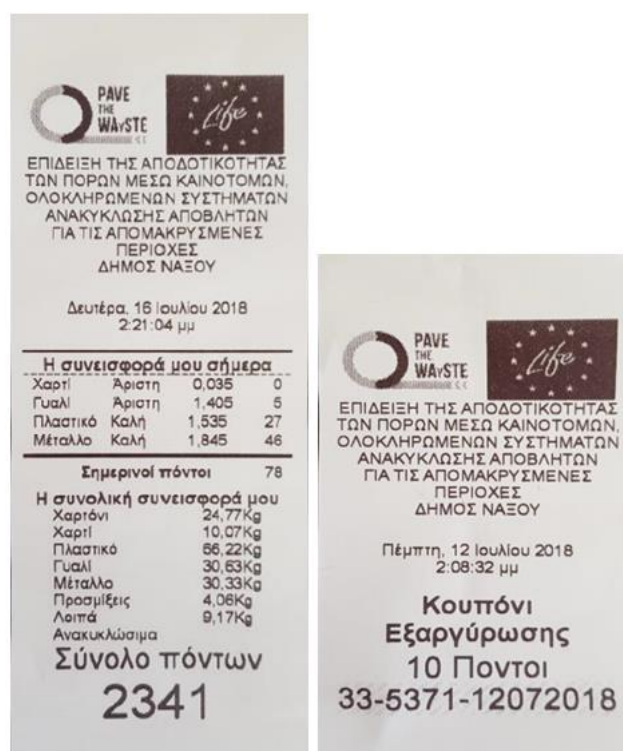 PAVE
THE
WAySTE
Life
ΕΠΙΔΕΙΞΗ ΤΗΣ ΑΠΟΔΟΤΙΚΟΤΗΤΑΣ
ΤΩΝ ΠΟΡΩΝ ΜΕΣΩ ΚΑΙΝΟΤΟΜΩΝ,
ΟΛΟΚΛΗΡΩΜΕΝΩΝ ΣΥΣΤΗΜΑΤΩΝ
ΑΝΑΚΥΚΛΩΣΗΣ ΑΠΟΒΛΗΤΩΝ
ΓΙΑ ΤΙΣ ΑΠΟΜΑΚΡΥΣΜΕΝΕΣ
ΠΕΡΙΟΧΕΣ
ΔΗΜΟΣ ΝΑΞΟΥ
Δευτέρα, 16 Ιουλίου 2018
2:21:04 μμ
Η συνεισφορά μου σήμερα
Χαρτί Άριστη 0,035 0
Γυαλί Άριστη 1,405 5
Πλαστικό Καλή 1,535 27
Μέταλλο Καλή 1,845 46
Σημερινοί πόντοι 78
Η συνολική συνεισφορά μου
Χαρτόνι 24,77Kg
Χαρτί 10,07Kg
Πλαστικό 66,22Kg
Γυαλί 30,63Kg
Μέταλλο 30,33Kg
Προσμίξεις 4,06Kg
Λοιπά 9,17Kg
Ανακυκλώσιμα
Σύνολο πόντων
2341
PAVE
THE
WAySTE
Life
ΕΠΙΔΕΙΞΗ ΤΗΣ ΑΠΟΔΟΤΙΚΟΤΗΤΑΣ
ΤΩΝ ΠΟΡΩΝ ΜΕΣΩ ΚΑΙΝΟΤΟΜΩΝ,
ΟΛΟΚΛΗΡΩΜΕΝΩΝ ΣΥΣΤΗΜΑΤΩΝ
ΑΝΑΚΥΚΛΩΣΗΣ ΑΠΟΒΛΗΤΩΝ
ΓΙΑ ΤΙΣ ΑΠΟΜΑΚΡΥΣΜΕΝΕΣ
ΠΕΡΙΟΧΕΣ
ΔΗΜΟΣ ΝΑΞΟΥ
Πέμπτη, 12 Ιουλίου 2018
2:08:32 μμ
Κουπόνι
Εξαργύρωσης
10 Ποντοι
33-5371-12072018